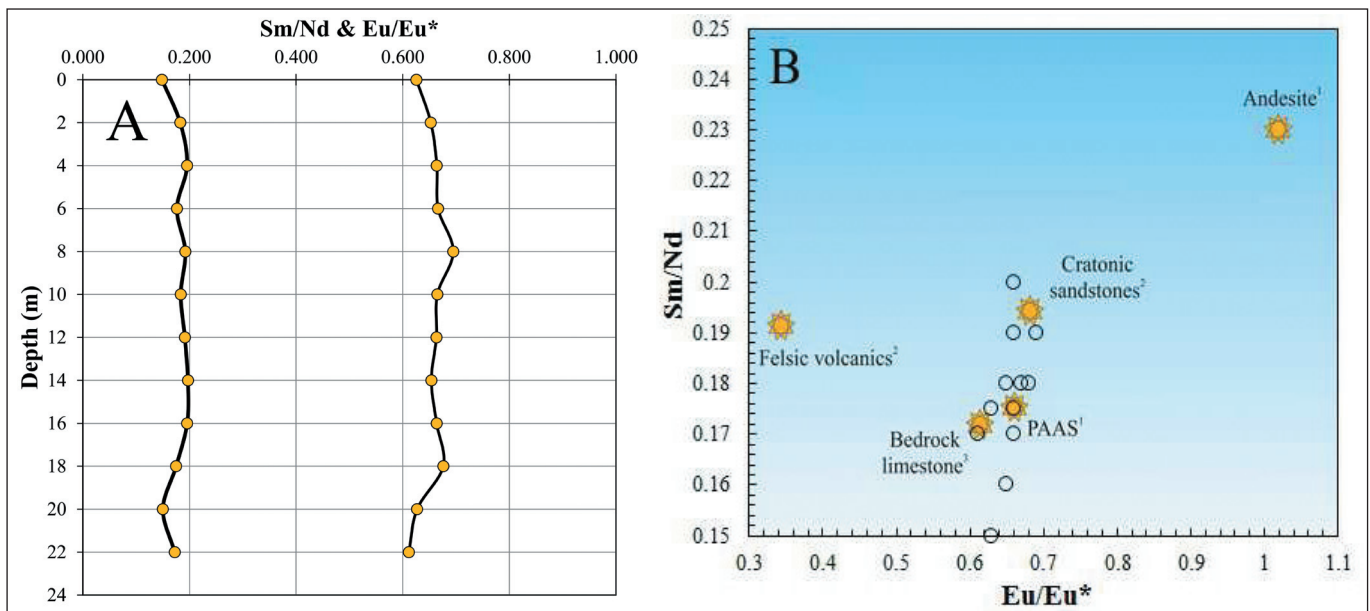 Sm/Nd & Eu/Eu*
0.000 0.200 0.400 0.600 0.800 1.000
A
Depth (m)
0
2
4
6
8
10
12
14
16
18
20
22
24
B
Sm/Nd
0.25
0.24
0.23
0.22
0.21
0.2
0.19
0.18
0.17
0.16
0.15
Andesite¹
Cratonic
sandstones²
Felsic volcanics²
PAAS¹
Bedrock
limestone³
0.3 0.4 0.5 0.6 0.7 0.8 0.9 1 1.1
Eu/Eu*